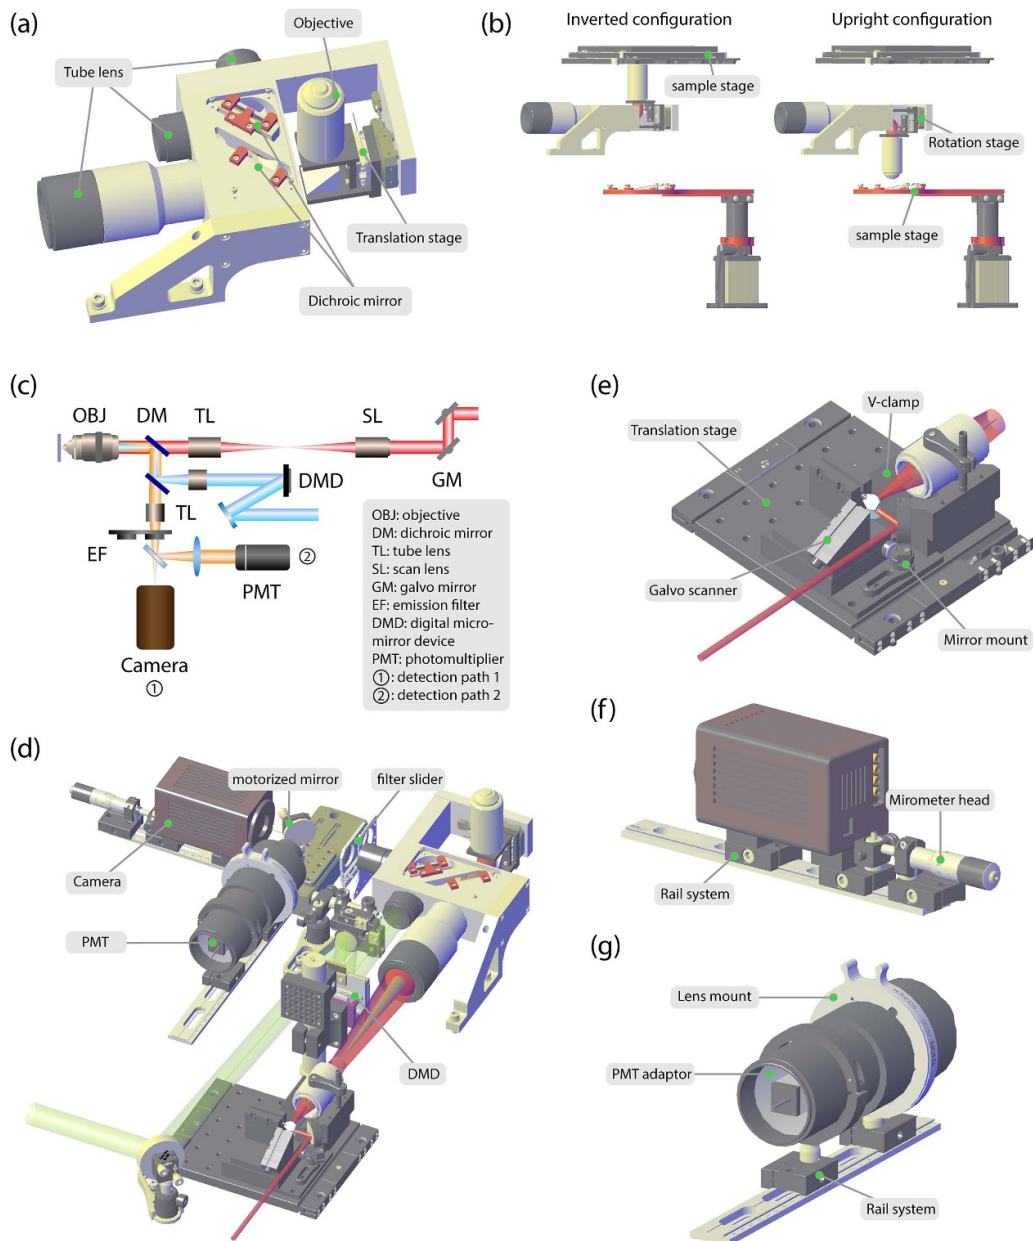 (a)
Objective
Tube lens
Translation stage
Dichroic mirror
(b)
Inverted configuration
Upright configuration
sample stage
Rotation stage
sample stage
(c)
OBJ
DM
TL
SL
DMD
GM
TL
EF
PMT
②
Camera
①
OBJ: objective
DM: dichroic mirror
TL: tube lens
SL: scan lens
GM: galvo mirror
EF: emission filter
DMD: digital micro-
mirror device
PMT: photomultiplier
①: detection path 1
②: detection path 2
(d)
motorized mirror
filter slider
Camera
PMT
DMD
(e)
V-clamp
Translation stage
Galvo scanner
Mirror mount
(f)
Mirometer head
Rail system
(g)
Lens mount
PMT adaptor
Rail system